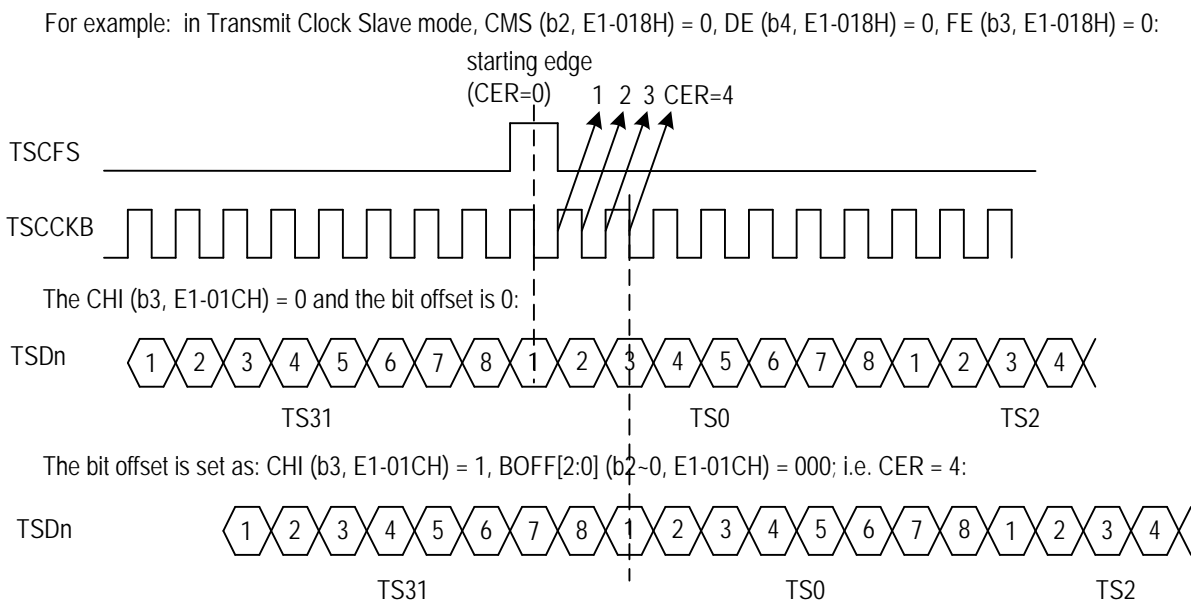 For example: in Transmit Clock Slave mode, CMS (b2, E1-018H) = 0, DE (b4, E1-018H) = 0, FE (b3, E1-018H) = 0:
starting edge
(CER=0) 1 2 3 CER=4
TSCFS
TSCCKB
The CHI (b3, E1-01CH) = 0 and the bit offset is 0:
TSDn 1 2 3 4 5 6 7 8 1 2 3 4 5 6 7 8 1 2 3 4
TS31 TS0 TS2
The bit offset is set as: CHI (b3, E1-01CH) = 1, BOFF[2:0] (b2~0, E1-01CH) = 000; i.e. CER = 4:
TSDn 1 2 3 4 5 6 7 8 1 2 3 4 5 6 7 8 1 2 3 4
TS31 TS0 TS2